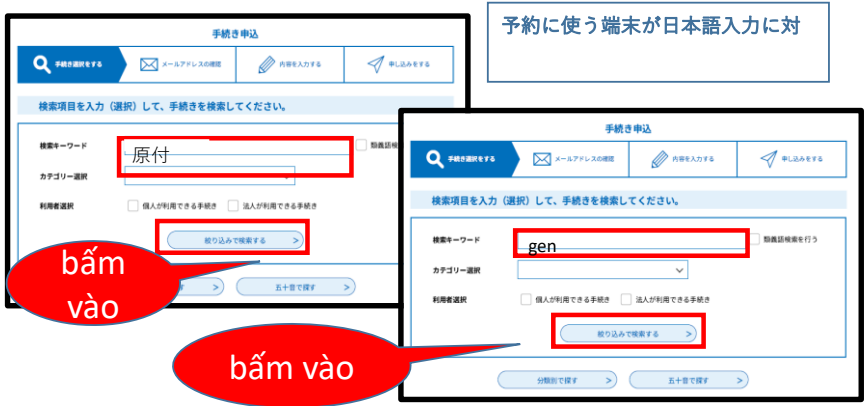 予約に使う端末が日本語入力に対
手続き申込
手続き選択をする
メールアドレスの確認
内容を入力する
申し込みをする
検索項目を入力(選択)して、手続きを検索してください。
検索キーワード
原付
類義語検
カテゴリー選択
利用者選択
個人が利用できる手続き
法人が利用できる手続き
絞り込みで検索する >
す >
五十音で探す >
bấm
vào
手続き申込
手続き選択をする
メールアドレスの確認
内容を入力する
申し込みをする
検索項目を入力(選択)して、手続きを検索してください。
検索キーワード
gen
類義語検索を行う
カテゴリー選択
利用者選択
個人が利用できる手続き
法人が利用できる手続き
絞り込みで検索する >
分類別で探す >
五十音で探す >
bấm vào